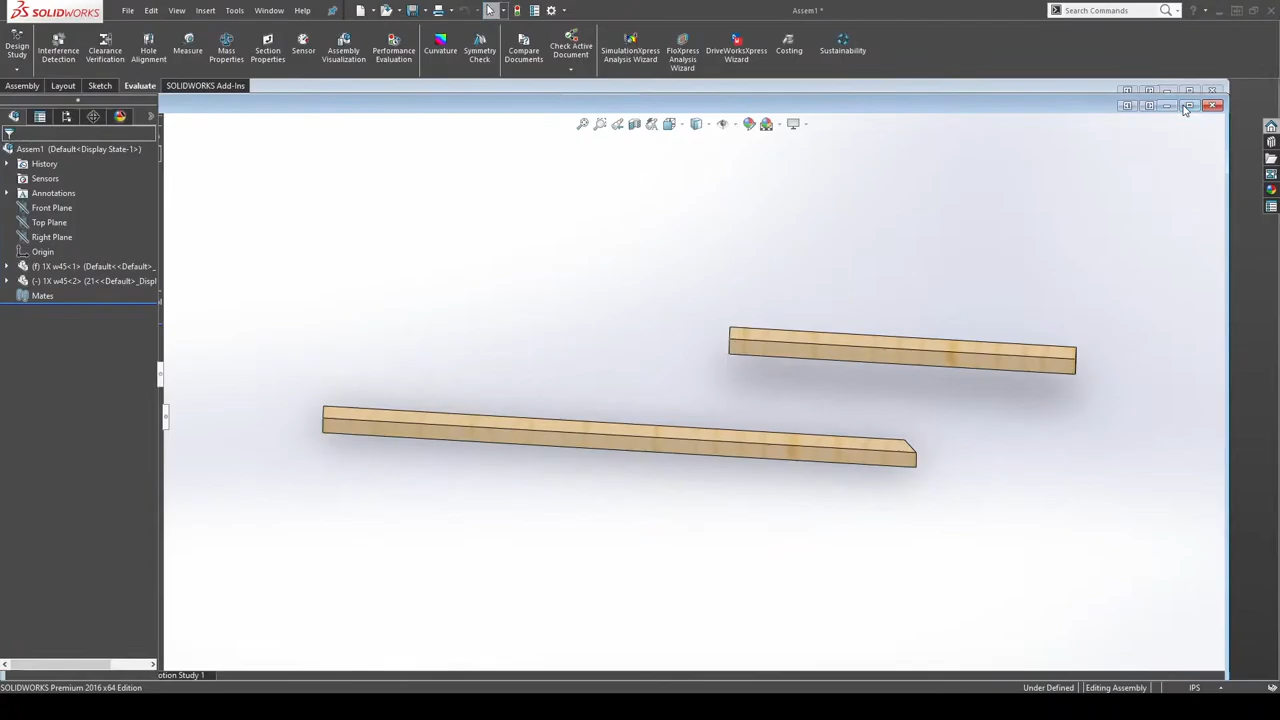 SOLIDWORKS
File Edit View Insert Tools Window Help
Assem1 *
Search Commands
Design Study
Interference Detection
Clearance Verification
Hole Alignment
Measure
Mass Properties
Section Properties
Sensor
Assembly Visualization
Performance Evaluation
Curvature
Symmetry Check
Compare Documents
Check Active Document
SimulationXpress Analysis Wizard
FloXpress Analysis Wizard
DriveWorksXpress Wizard
Costing
Sustainability
Assembly Layout Sketch Evaluate SOLIDWORKS Add-Ins
Assem1 (Default<Display State-1>)
History
Sensors
Annotations
Front Plane
Top Plane
Right Plane
Origin
(f) 1X w45<1> (Default<<Default>_
(-) 1X w45<2> (21<<Default>_Displ
Mates
otion Study 1
SOLIDWORKS Premium 2016 x64 Edition
Under Defined Editing Assembly IPS